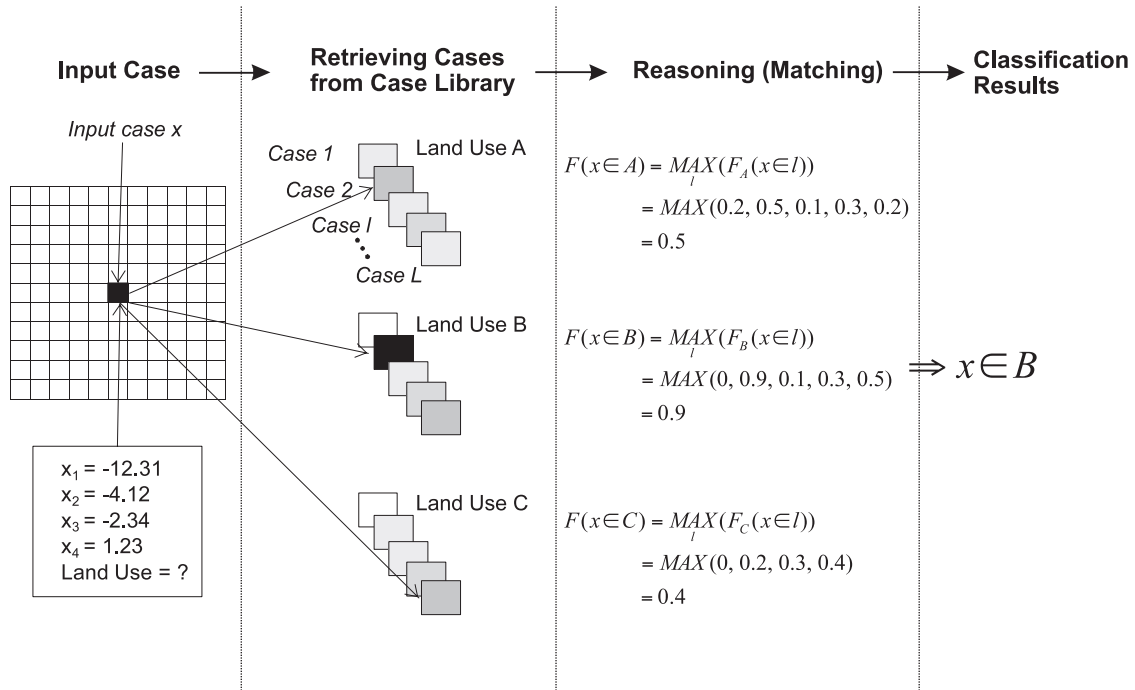 Input Case
Retrieving Cases
from Case Library
Reasoning (Matching)
Classification
Results
Input case x
x₁ = -12.31
x₂ = -4.12
x₃ = -2.34
x₄ = 1.23
Land Use = ?
Land Use A
Case 1
Case 2
Case l
Case L
Land Use B
Land Use C
F(x∈A) = MAX(F_A(x∈l))
l
= MAX(0.2, 0.5, 0.1, 0.3, 0.2)
= 0.5
F(x∈B) = MAX(F_B(x∈l))
l
= MAX(0, 0.9, 0.1, 0.3, 0.5)
= 0.9
F(x∈C) = MAX(F_C(x∈l))
l
= MAX(0, 0.2, 0.3, 0.4)
= 0.4
⇒ x∈B